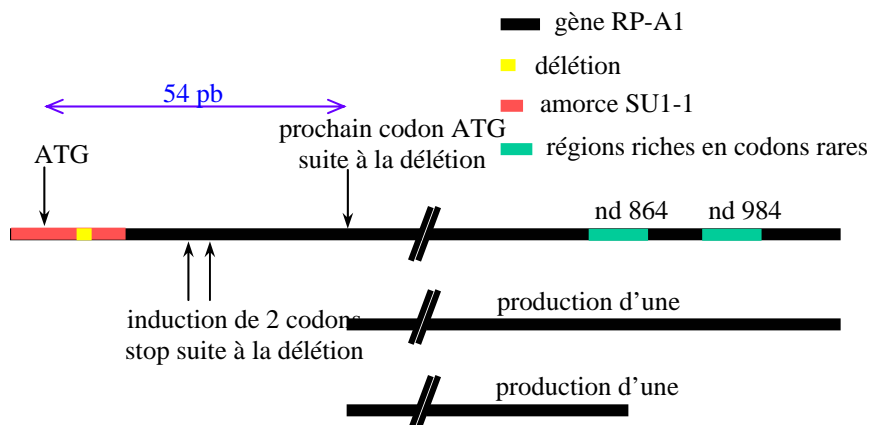 gène RP-A1
délétion
amorce SU1-1
régions riches en codons rares
54 pb
prochain codon ATG
suite à la délétion
ATG
nd 864
nd 984
induction de 2 codons
stop suite à la délétion
production d'une
production d'une